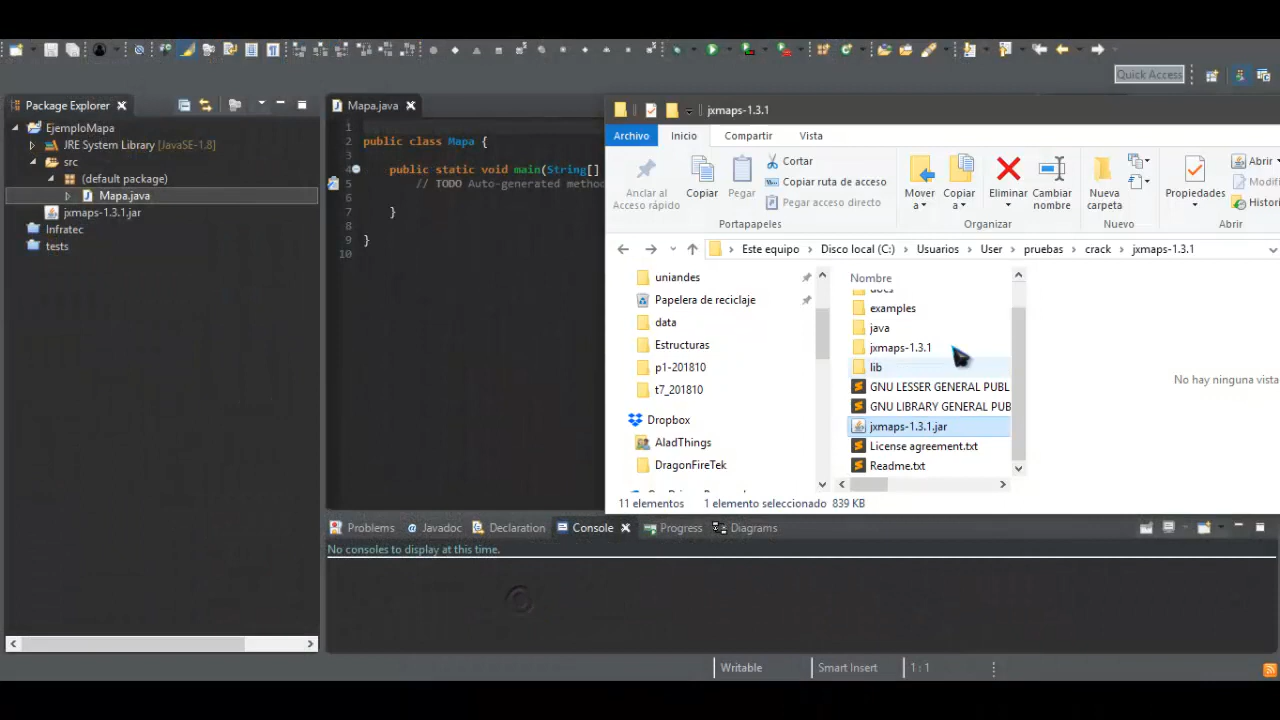 Quick Access
Package Explorer
EjemploMapa
JRE System Library [JavaSE-1.8]
src
(default package)
Mapa.java
jxmaps-1.3.1.jar
Infratec
tests
Mapa.java
1
2 public class Mapa {
3
4 public static void main(String[]
5 // TODO Auto-generated method
6
7 }
8
9 }
10
jxmaps-1.3.1
Archivo Inicio Compartir Vista
Anclar al Acceso rápido
Copiar
Pegar
Cortar
Copiar ruta de acceso
Pegar acceso directo
Portapapeles
Mover a
Copiar a
Eliminar
Cambiar nombre
Organizar
Nueva carpeta
Nuevo
Propiedades
Abrir
Modifi
Histori
Abrir
Este equipo Disco local (C:) Usuarios User pruebas crack jxmaps-1.3.1
uniandes
Papelera de reciclaje
data
Estructuras
p1-201810
t7_201810
Dropbox
AladThings
DragonFireTek
Nombre
docs
examples
java
jxmaps-1.3.1
lib
GNU LESSER GENERAL PUBL
GNU LIBRARY GENERAL PUB
jxmaps-1.3.1.jar
License agreement.txt
Readme.txt
No hay ninguna vista
11 elementos 1 elemento seleccionado 839 KB
Problems Javadoc Declaration Console Progress Diagrams
No consoles to display at this time.
Writable Smart Insert 1 : 1